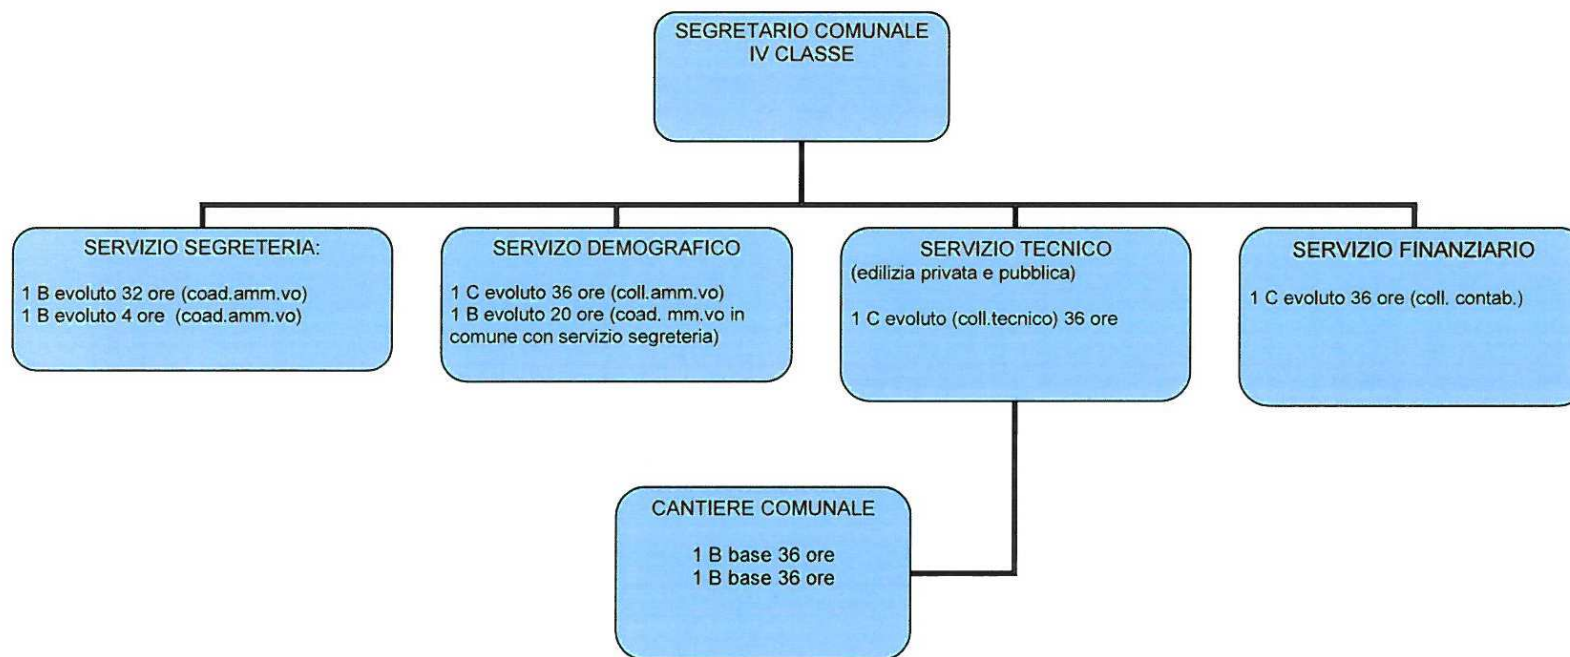 SEGRETARIO COMUNALE
IV CLASSE
SERVIZIO SEGRETERIA:
1 B evoluto 32 ore (coad.amm.vo)
1 B evoluto 4 ore (coad.amm.vo)
SERVIZO DEMOGRAFICO
1 C evoluto 36 ore (coll.amm.vo)
1 B evoluto 20 ore (coad. mm.vo in
comune con servizio segreteria)
SERVIZIO TECNICO
(edilizia privata e pubblica)
1 C evoluto (coll.tecnico) 36 ore
SERVIZIO FINANZIARIO
1 C evoluto 36 ore (coll. contab.)
CANTIERE COMUNALE
1 B base 36 ore
1 B base 36 ore